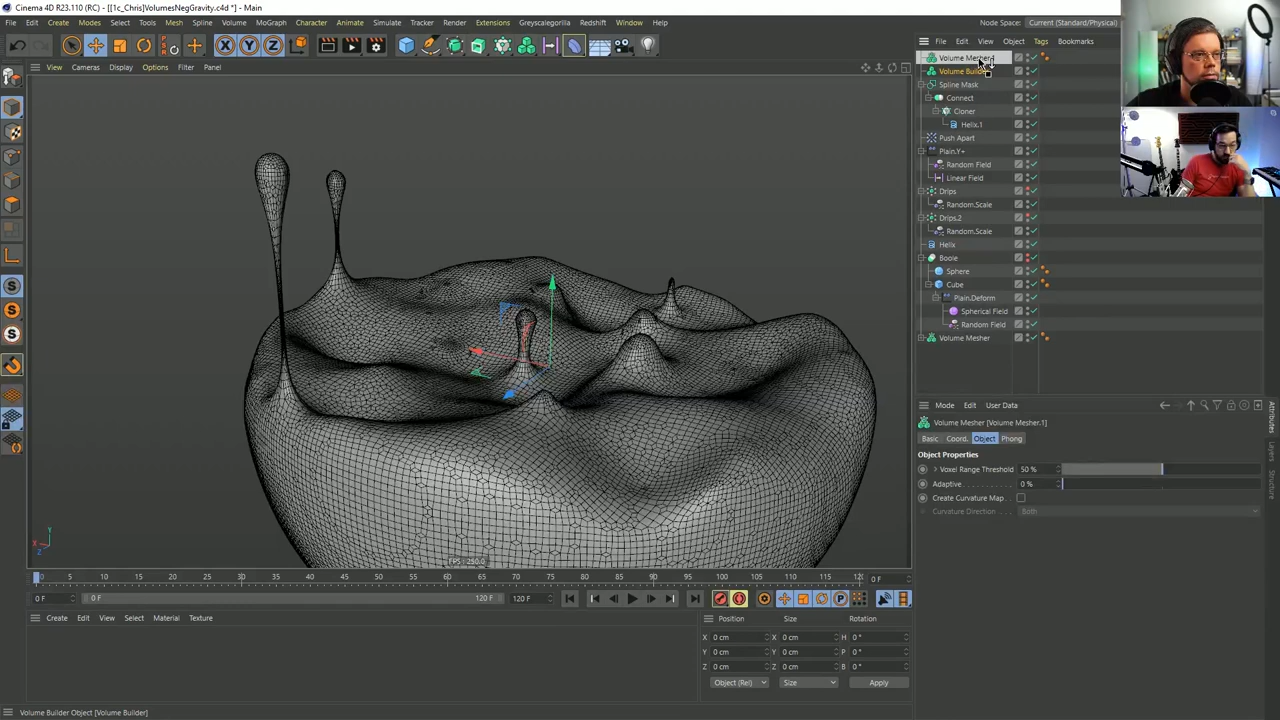 Cinema 4D R23.110 (RC) - [[1c_Chris]VolumesNegGravity.c4d *] - Main
File Edit Create Modes Select Tools Mesh Spline Volume MoGraph Character Animate Simulate Tracker Render Extensions Greyscalegorilla Redshift Window Help
Node Space: Current (Standard/Physical)
View Cameras Display Options Filter Panel
File Edit View Object Tags Bookmarks
Volume Mesher.1
Volume Builder
Spline Mask
Connect
Cloner
Helix.1
Push Apart
Plain.Y+
Random Field
Linear Field
Drips
Random.Scale
Drips.2
Random.Scale
Helix
Boole
Sphere
Cube
Plain.Deform
Spherical Field
Random Field
Volume Mesher
X Y Z
FPS : 250.0
Mode Edit User Data
Volume Mesher [Volume Mesher.1]
Basic Coord. Object Phong
Object Properties
Voxel Range Threshold 50 %
Adaptive 0 %
Create Curvature Map
Curvature Direction Both
Attributes
Layers
Structure
0 5 10 15 20 25 30 35 40 45 50 55 60 65 70 75 80 85 90 95 100 105 110 115 120 0 F
0 F 0 F 120 F 120 F
Create Edit View Select Material Texture
Position Size Rotation
X 0 cm X 0 cm H 0 °
Y 0 cm Y 0 cm P 0 °
Z 0 cm Z 0 cm B 0 °
Object (Rel) Size Apply
Volume Builder Object [Volume Builder]